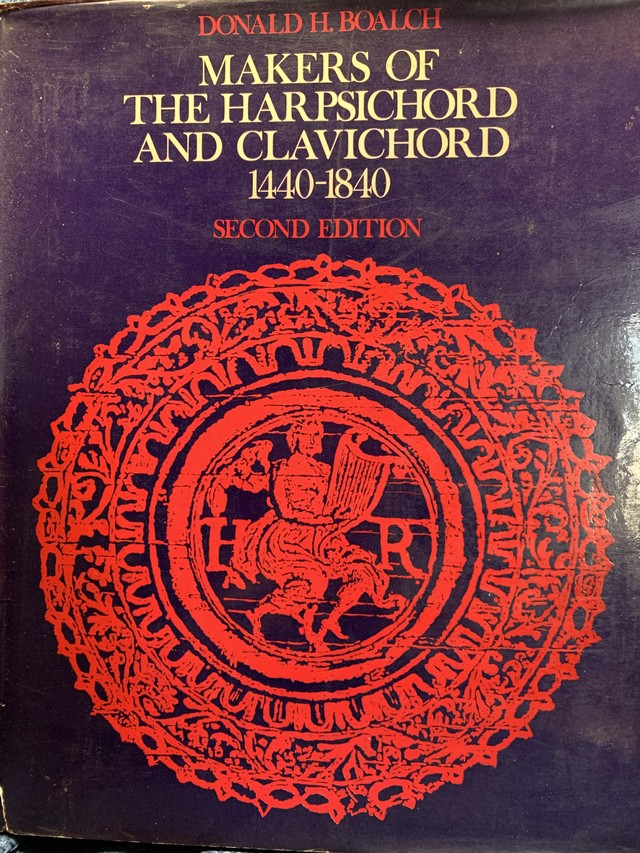 DONALD H. BOALCH
MAKERS OF
THE HARPSICHORD
AND CLAVICHORD
1440-1840
SECOND EDITION
H R